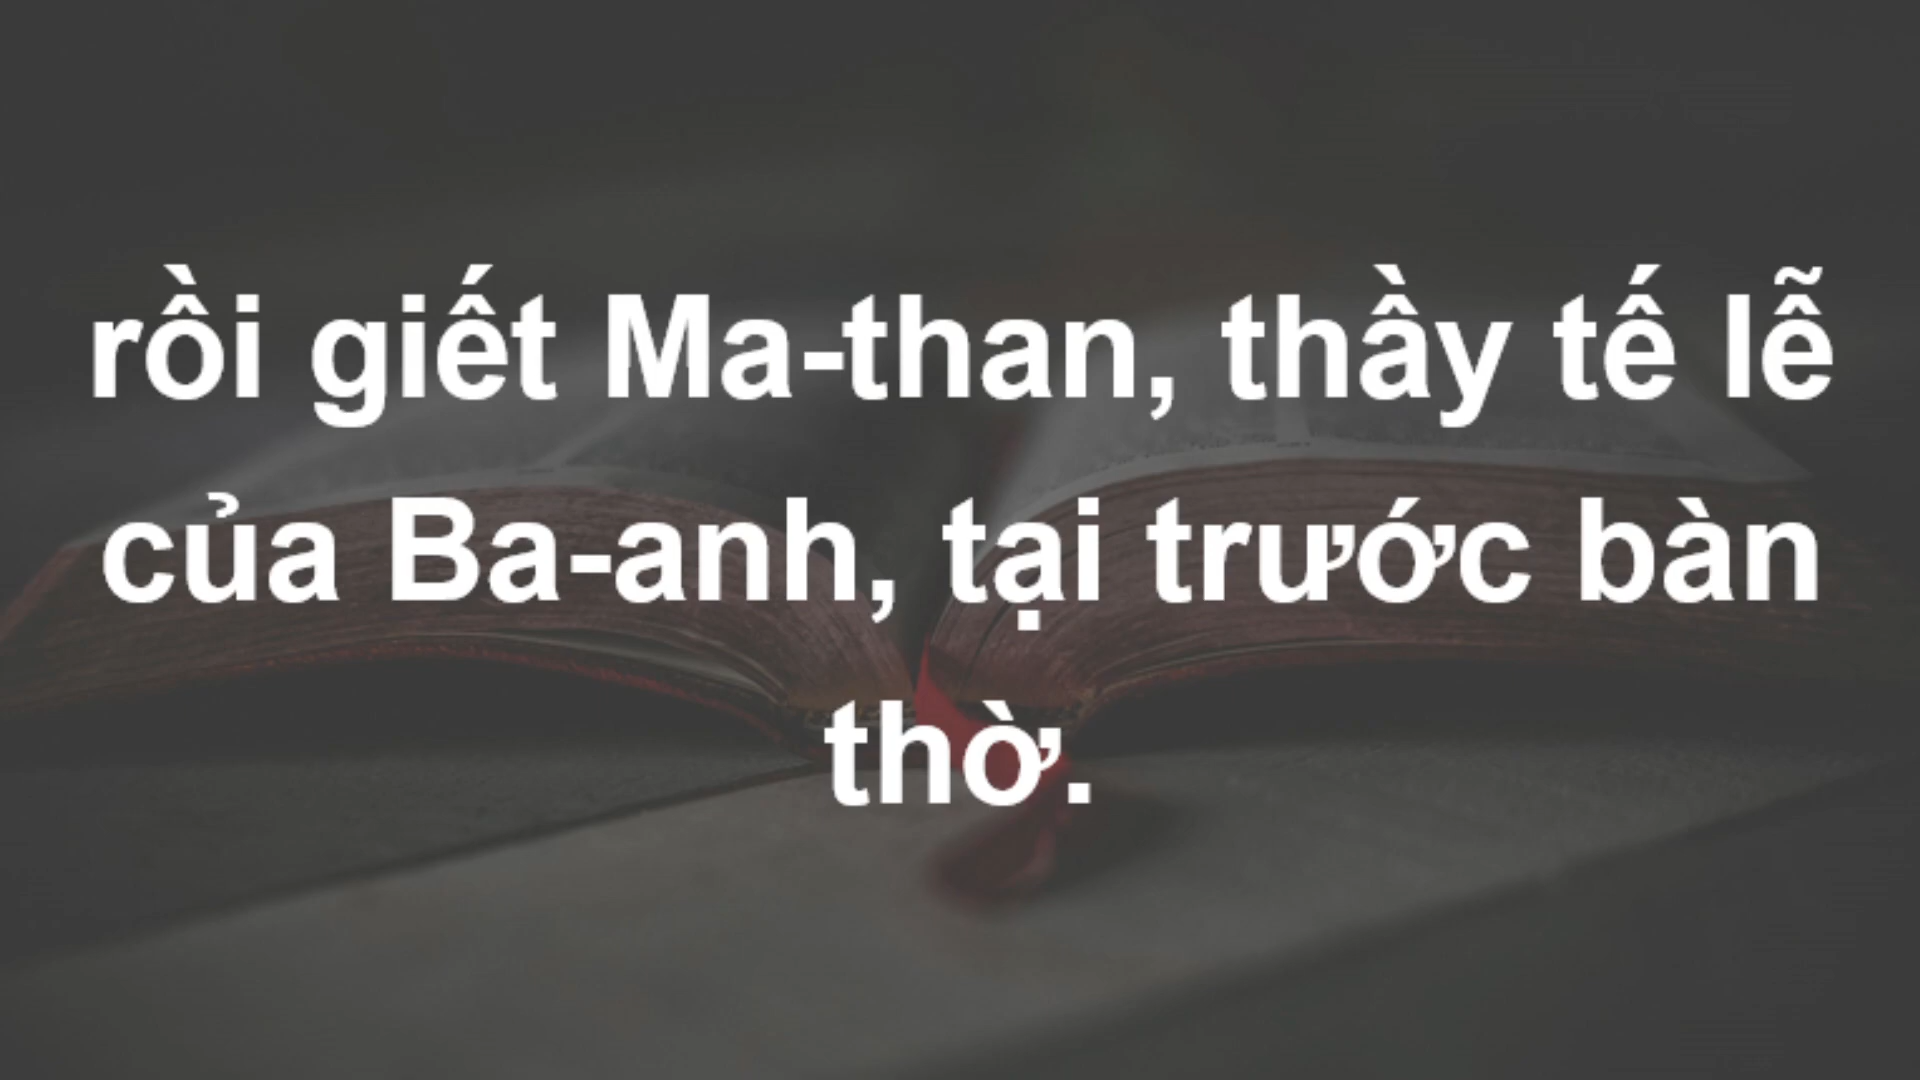 rồi giết Ma-than, thầy tế lễ
của Ba-anh, tại trước bàn
thờ.